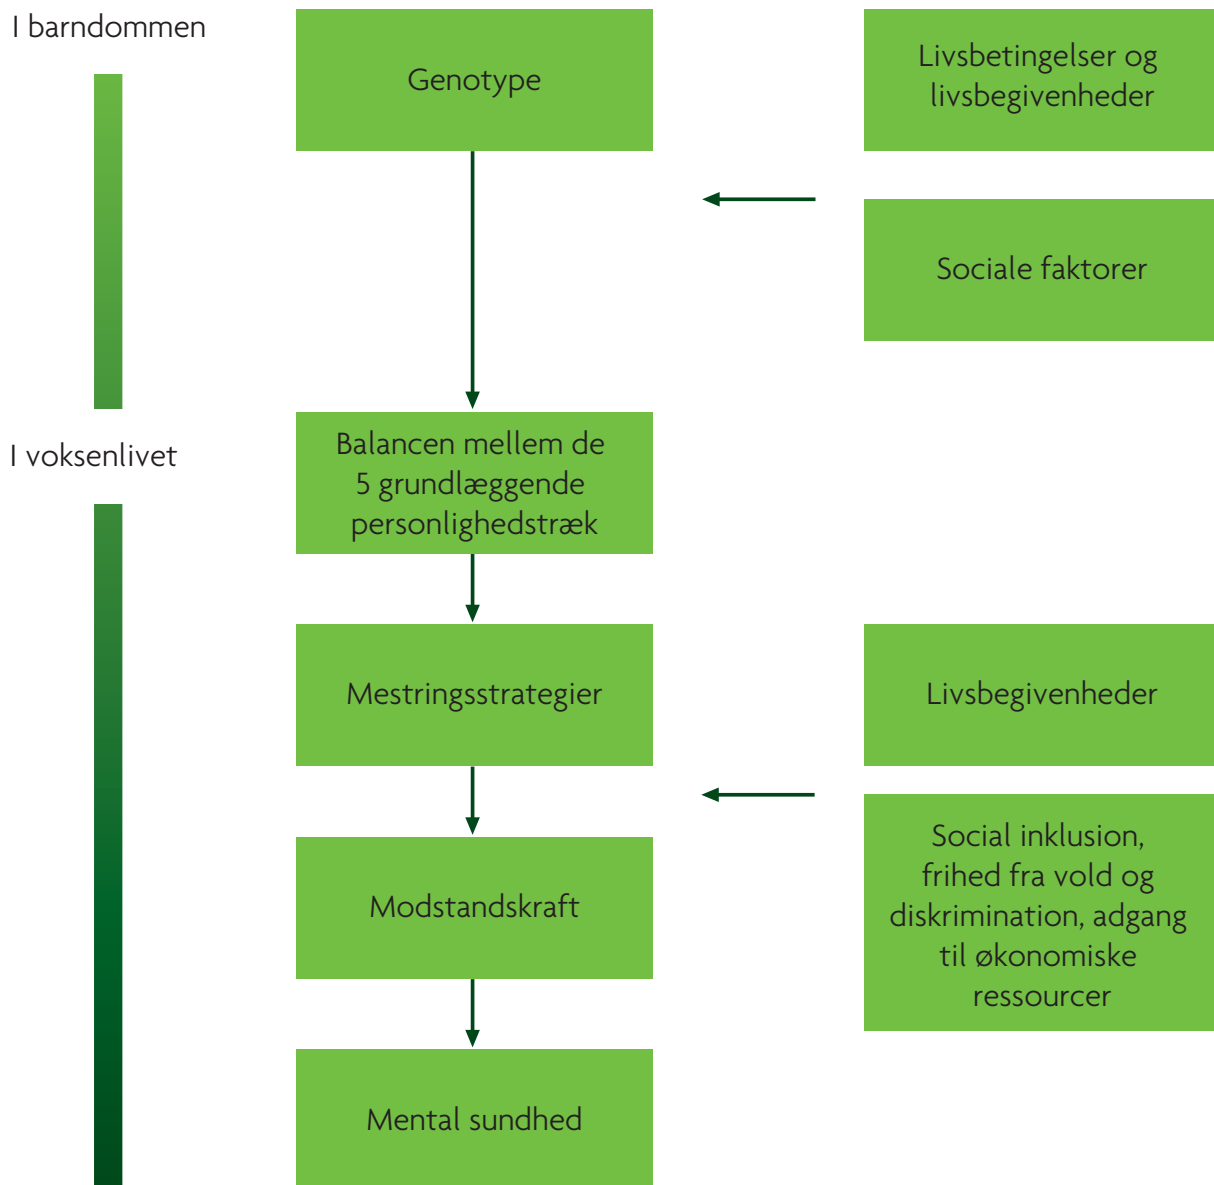 I barndommen
Genotype
Livsbetingelser og
livsbegivenheder
Sociale faktorer
I voksenlivet
Balancen mellem de
5 grundlæggende
personlighedstræk
Mestringsstrategier
Livsbegivenheder
Modstandskraft
Social inklusion,
frihed fra vold og
diskrimination, adgang
til økonomiske
ressourcer
Mental sundhed